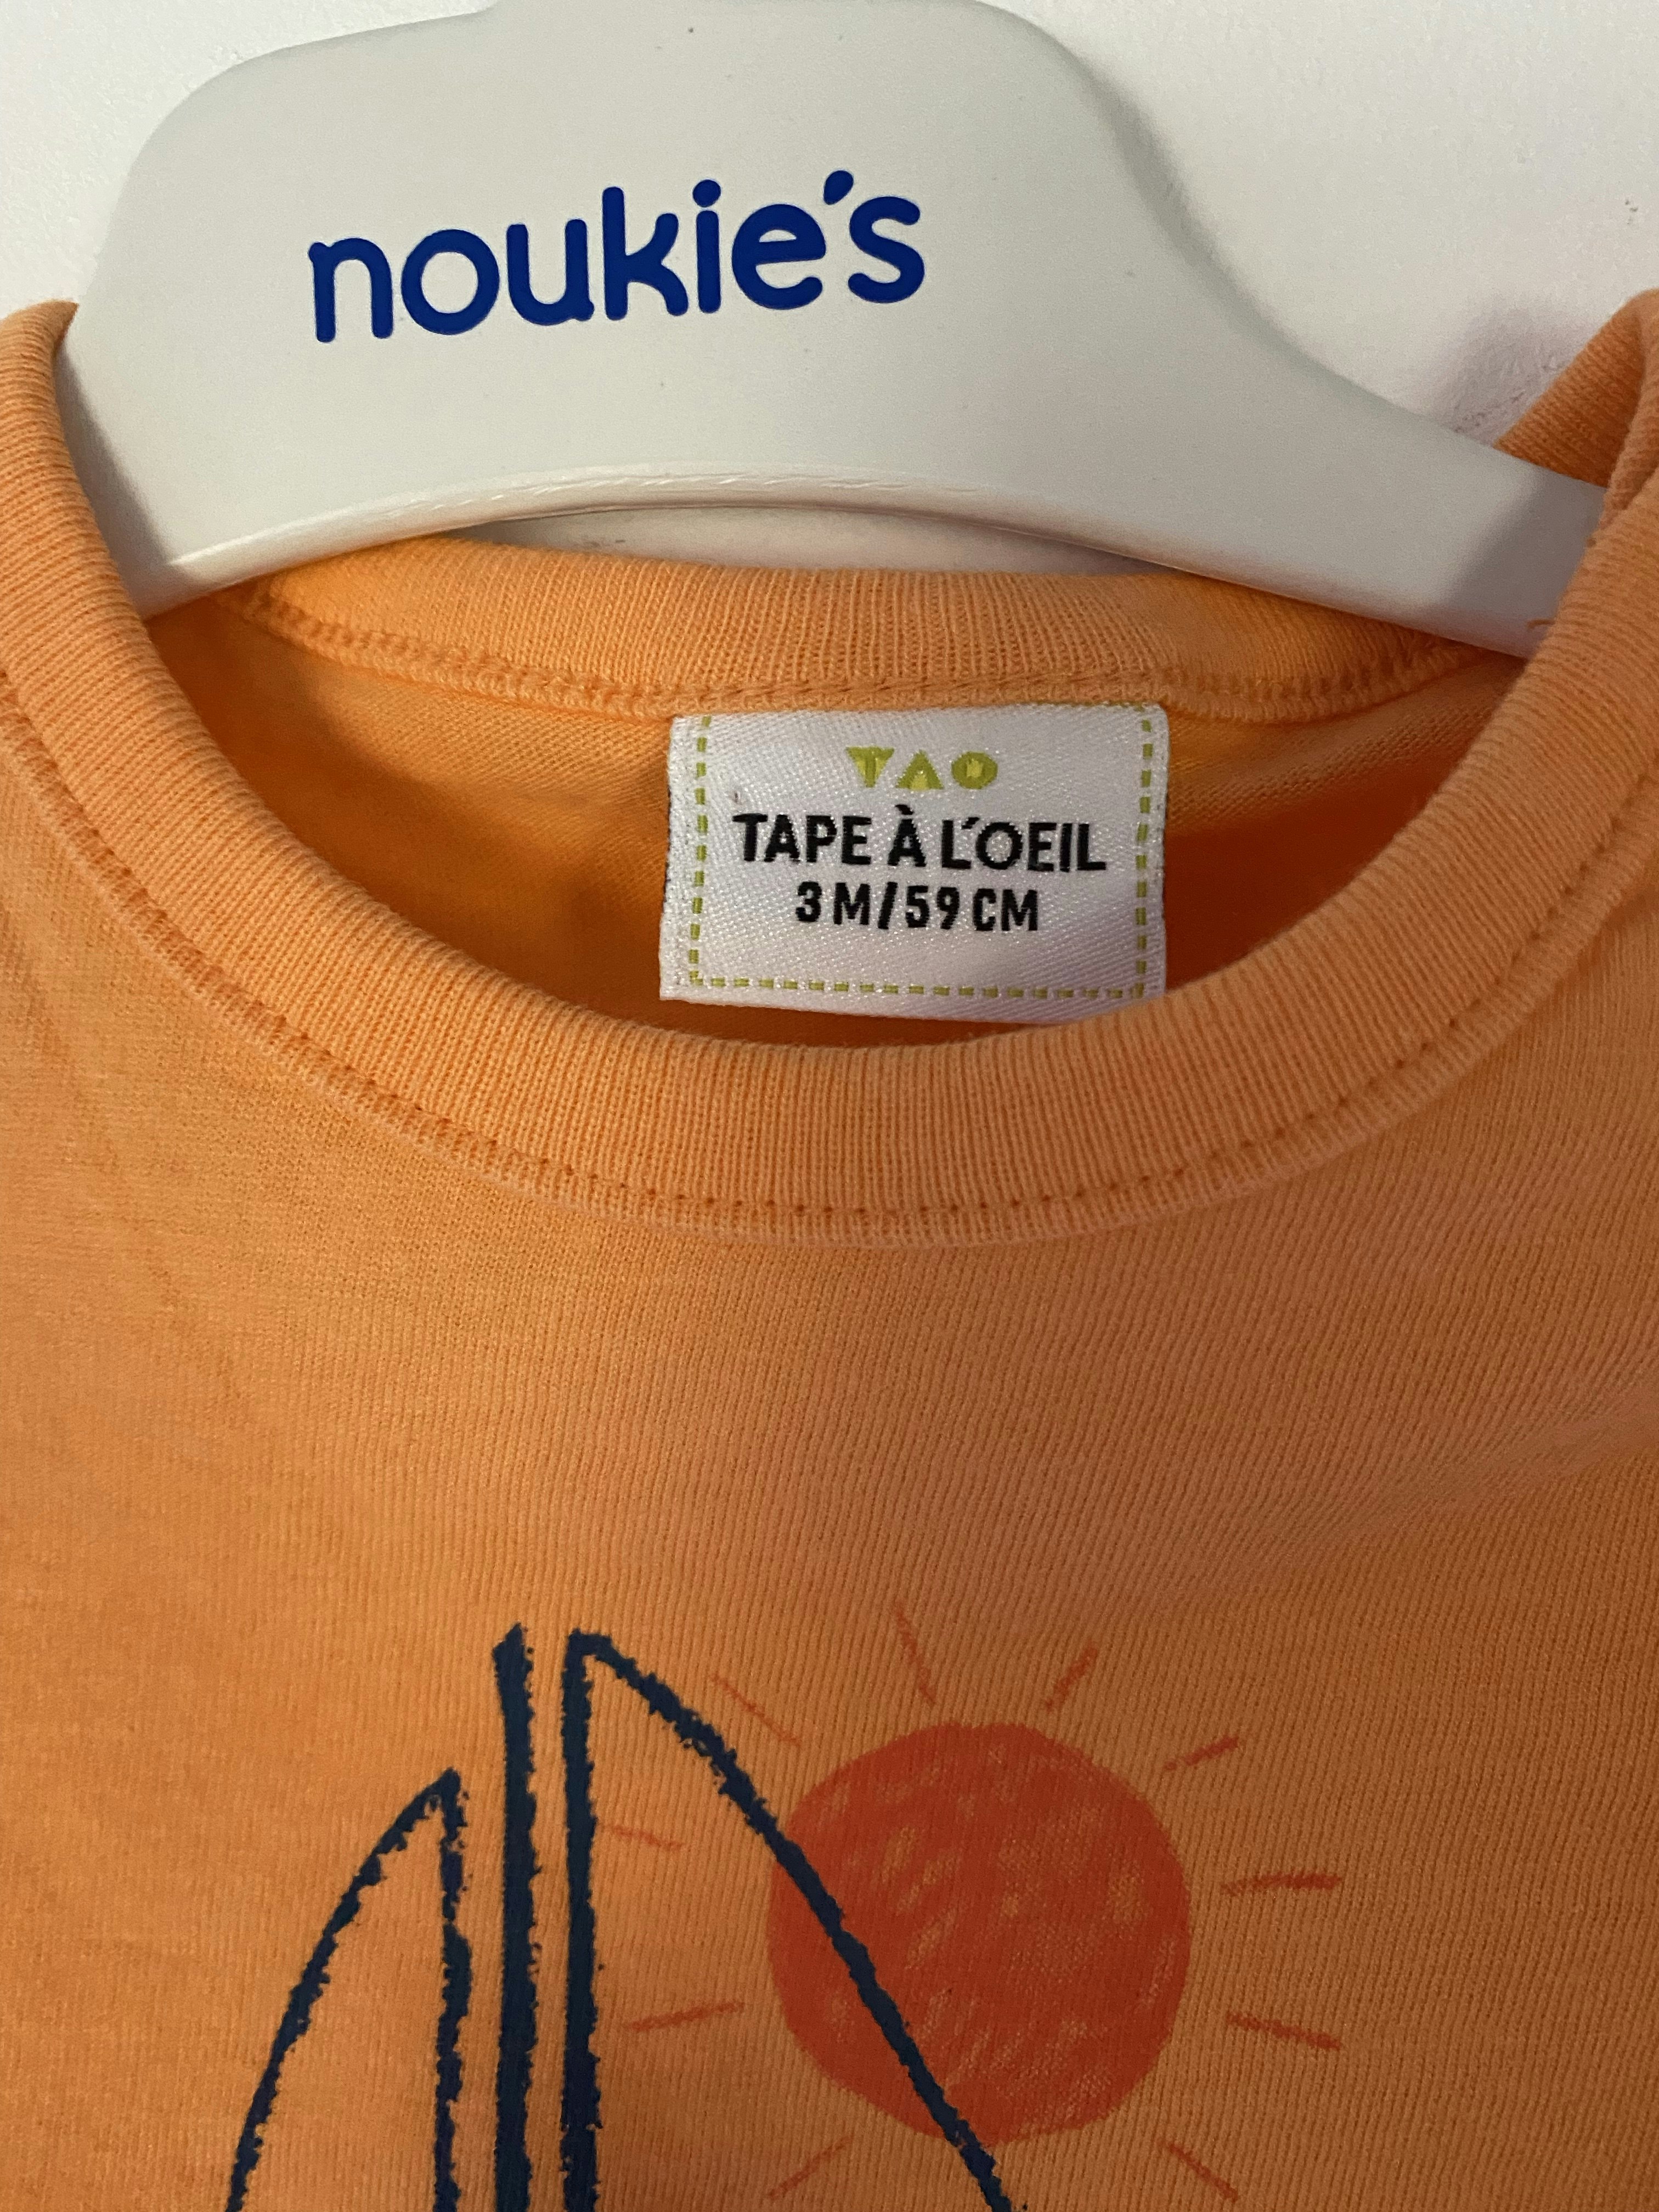 noukie's
TAO
TAPE À L'OEIL
3 M/59 CM